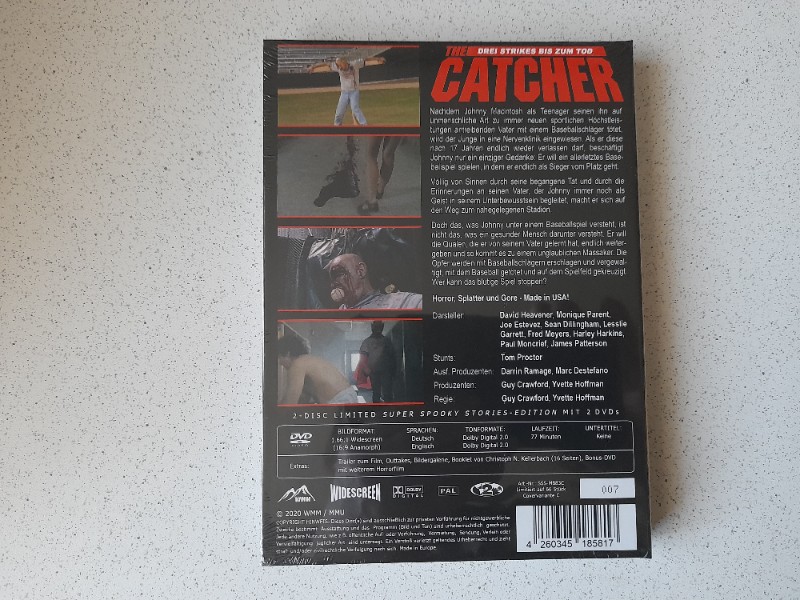 THE DREI STRIKES BIS ZUM TOD
CATCHER
Nachdem Johnny MacIntosh als Teenager seinen ihn auf
unmenschliche Art zu immer neuen sportlichen Höchstleis-
tungen antreibenden Vater mit einem Baseballschläger tötet,
wird der Junge in eine Nervenklinik eingewiesen. Als er diese
nach 17 Jahren endlich wieder verlassen darf, beschäftigt
Johnny nur ein einziger Gedanke: Er will ein allerletztes Base-
ballspiel spielen, in dem er endlich als Sieger vom Platz geht.
Völlig von Sinnen durch seine begangene Tat und durch die
Erinnerungen an seinen Vater, der Johnny immer noch als
Geist in seinem Unterbewusstsein begleitet, macht er sich auf
den Weg zum nahegelegenen Stadion.
Doch das, was Johnny unter einem Baseballspiel versteht, ist
nicht das, was ein gesunder Mensch darunter versteht. Er will
die Qualen, die er von seinem Vater gelernt hat, endlich weiter-
geben und so kommt es zu einem unglaublichen Massaker. Die
Opfer werden mit Baseballschlägern erschlagen und vergewal-
tigt, mit dem Baseball getötet und auf dem Spielfeld gekreuzigt.
Wer kann das blutige Spiel stoppen?
Horror, Splatter und Gore - Made in USA!
Darsteller: David Heavener, Monique Parent,
Joe Estevez, Sean Dillingham, Lesslie
Garrett, Fred Meyers, Harley Harkins,
Paul Moncrief, James Patterson
Stunts: Tom Proctor
Ausf. Produzenten: Darrin Ramage, Marc Destefano
Produzenten: Guy Crawford, Yvette Hoffman
Regie: Guy Crawford, Yvette Hoffman
2-DISC LIMITED SUPER SPOOKY STORIES-EDITION MIT 2 DVDs
DVD BILDFORMAT: SPRACHEN: TONFORMATE: LAUFZEIT: UNTERTITEL:
1.66:1 Widescreen Deutsch Dolby Digital 2.0 77 Minuten Keine
(16:9 Anamorph) Englisch Dolby Digital 2.0
Extras: Trailer zum Film, Outtakes, Bildergalerie, Booklet von Christoph N. Kellerbach (16 Seiten), Bonus DVD
mit weiterem Horrorfilm
WMM WIDESCREEN DOLBY DIGITAL PAL 2
limitiert auf 66 Stück
Covervariante C
007
© 2020 WMM / MMU
4 260345 185817